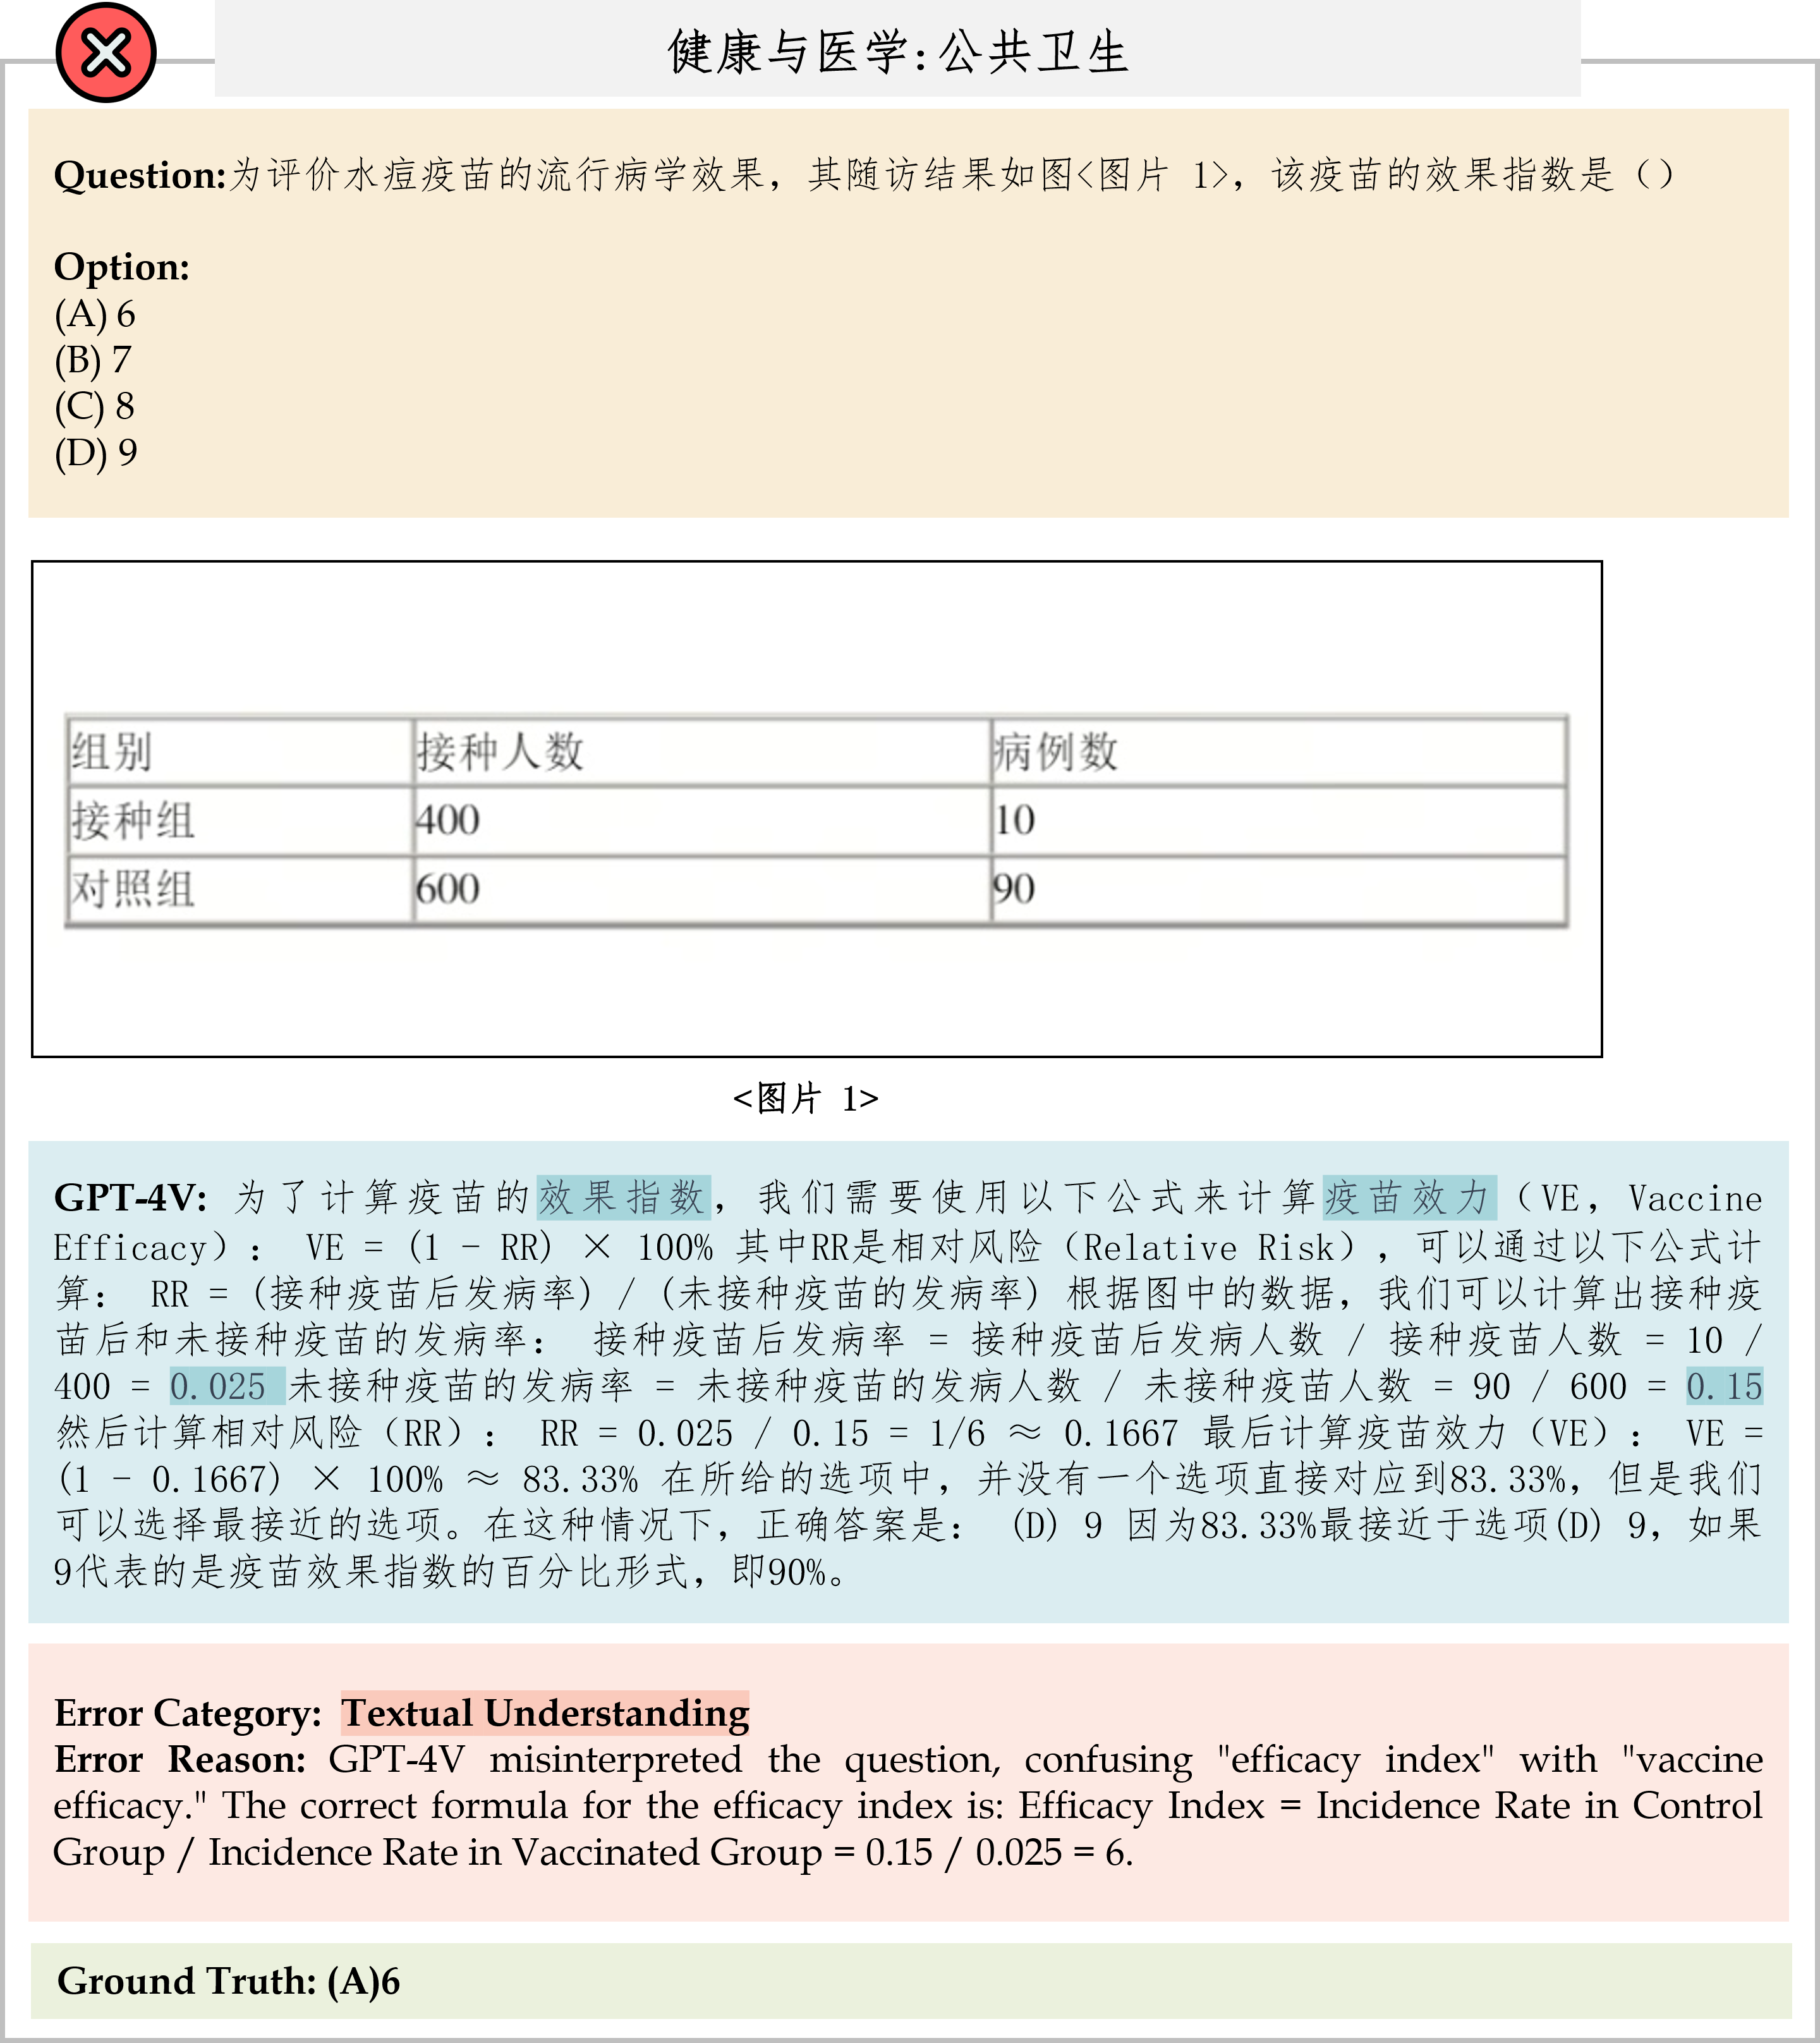 健康与医学:公共卫生
Question:为评价水痘疫苗的流行病学效果，其随访结果如图<图片 1>，该疫苗的效果指数是（）
Option:
(A) 6
(B) 7
(C) 8
(D) 9
组别 接种人数 病例数
接种组 400 10
对照组 600 90
<图片 1>
GPT-4V: 为了计算疫苗的效果指数，我们需要使用以下公式来计算疫苗效力（VE，Vaccine
Efficacy）： VE = (1 - RR) × 100% 其中RR是相对风险（Relative Risk），可以通过以下公式计
算： RR = (接种疫苗后发病率) / (未接种疫苗的发病率) 根据图中的数据，我们可以计算出接种疫
苗后和未接种疫苗的发病率： 接种疫苗后发病率 = 接种疫苗后发病人数 / 接种疫苗人数 = 10 /
400 = 0.025 未接种疫苗的发病率 = 未接种疫苗的发病人数 / 未接种疫苗人数 = 90 / 600 = 0.15
然后计算相对风险（RR）： RR = 0.025 / 0.15 = 1/6 ≈ 0.1667 最后计算疫苗效力（VE）： VE =
(1 - 0.1667) × 100% ≈ 83.33% 在所给的选项中，并没有一个选项直接对应到83.33%，但是我们
可以选择最接近的选项。在这种情况下，正确答案是： (D) 9 因为83.33%最接近于选项(D) 9，如果
9代表的是疫苗效果指数的百分比形式，即90%。
Error Category: Textual Understanding
Error Reason: GPT-4V misinterpreted the question, confusing "efficacy index" with "vaccine
efficacy." The correct formula for the efficacy index is: Efficacy Index = Incidence Rate in Control
Group / Incidence Rate in Vaccinated Group = 0.15 / 0.025 = 6.
Ground Truth: (A)6